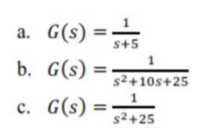 a. G(s) = 1/(s+5)
b. G(s) = 1/(s²+10s+25)
c. G(s) = 1/(s²+25)